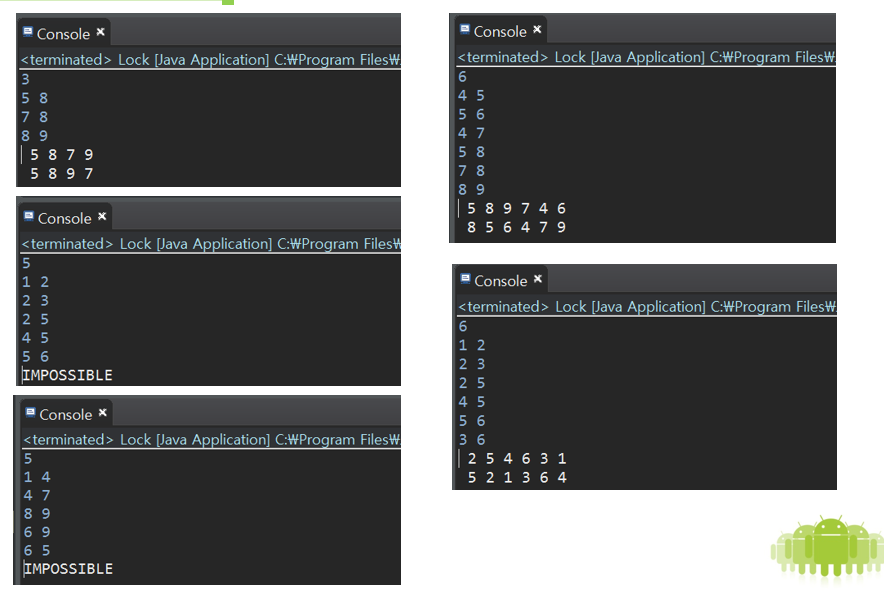 Console
<terminated> Lock [Java Application] C:₩Program Files₩
3
5 8
7 8
8 9
5 8 7 9
5 8 9 7
Console
<terminated> Lock [Java Application] C:₩Program Files₩
5
1 2
2 3
2 5
4 5
5 6
IMPOSSIBLE
Console
<terminated> Lock [Java Application] C:₩Program Files₩
5
1 4
4 7
8 9
6 9
6 5
IMPOSSIBLE
Console
<terminated> Lock [Java Application] C:₩Program Files₩
6
4 5
5 6
4 7
5 8
7 8
8 9
5 8 9 7 4 6
8 5 6 4 7 9
Console
<terminated> Lock [Java Application] C:₩Program Files₩
6
1 2
2 3
2 5
4 5
5 6
3 6
2 5 4 6 3 1
5 2 1 3 6 4